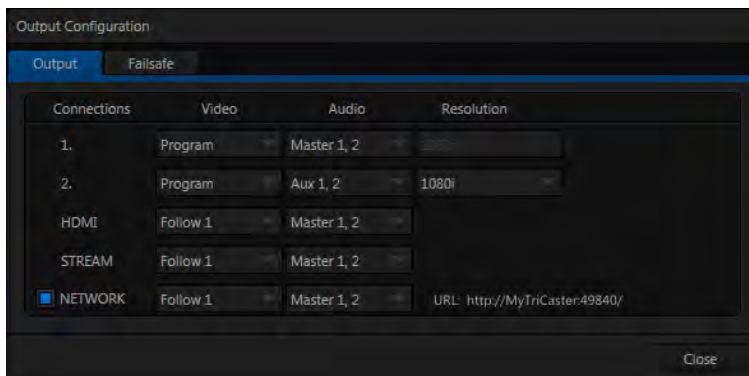 Output Configuration
Output Failsafe
Connections Video Audio Resolution
1. Program Master 1, 2
2. Program Aux 1, 2 1080i
HDMI Follow 1 Master 1, 2
STREAM Follow 1 Master 1, 2
NETWORK Follow 1 Master 1, 2 URL: http://MyTriCaster:49840/
Close